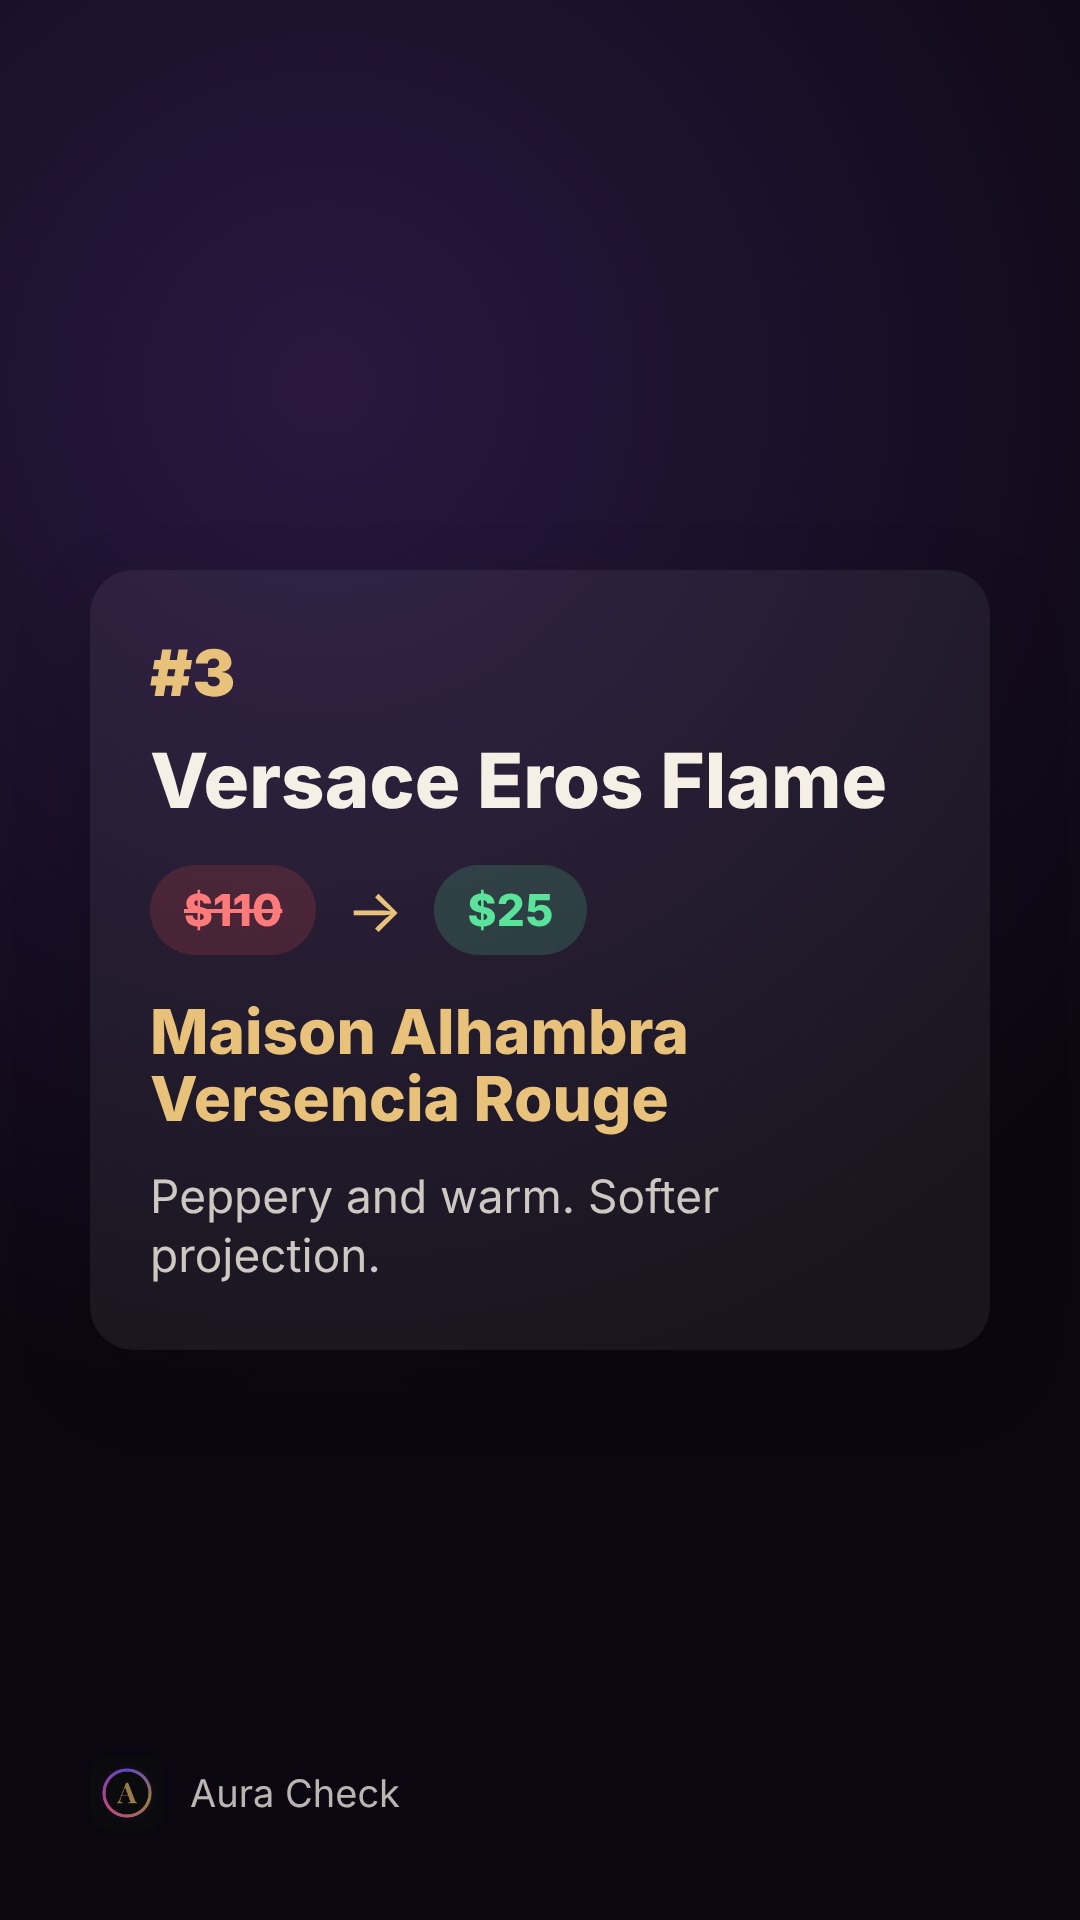 #3
Versace Eros Flame
$110 → $25
Maison Alhambra
Versencia Rouge
Peppery and warm. Softer
projection.
A Aura Check